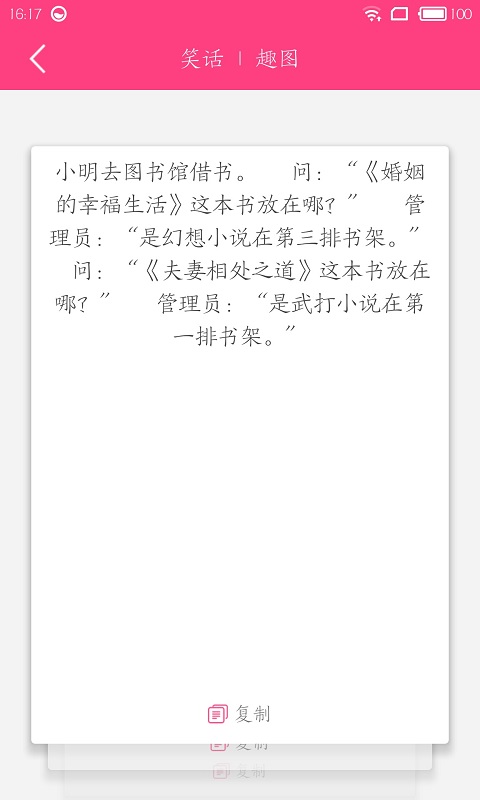 16:17 100
笑话 | 趣图
小明去图书馆借书。 问：“《婚姻
的幸福生活》这本书放在哪？” 管
理员：“是幻想小说在第三排书架。”
问：“《夫妻相处之道》这本书放在
哪？” 管理员：“是武打小说在第
一排书架。”
复制
复制
复制